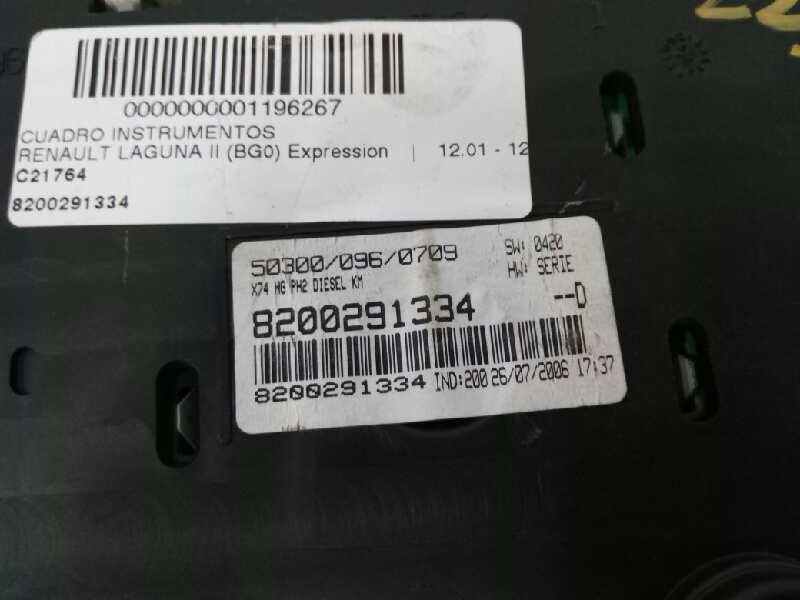 0000000001196267
CUADRO INSTRUMENTOS
RENAULT LAGUNA II (BG0) Expression | 12.01 - 12
C21764
8200291334
50300/096/0709
SW: 0420
X74 HG PH2 DIESEL KM
HW: SERIE
8200291334
--D
8200291334 IND:200 26/07/2006 17:37